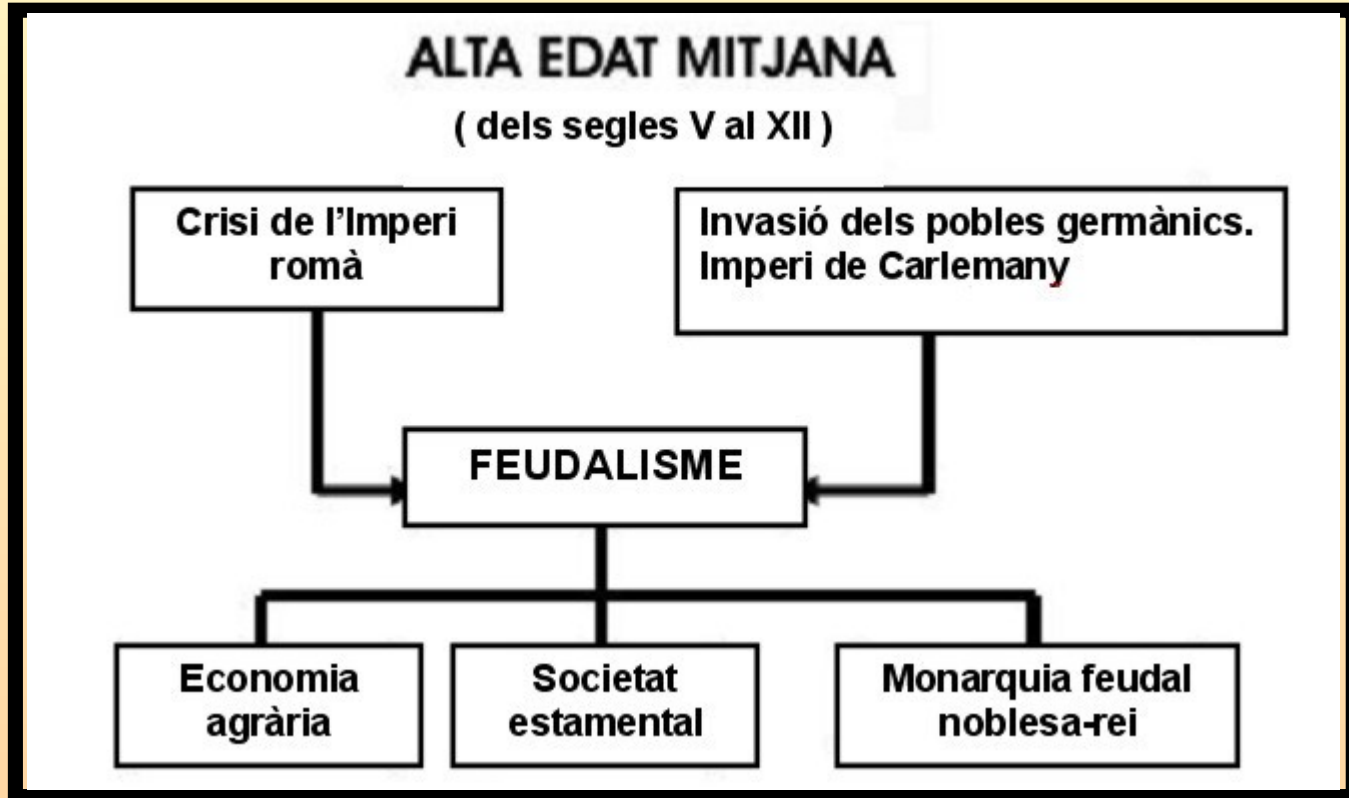 ALTA EDAT MITJANA
( dels segles V al XII )
Crisi de l'Imperi
romà
Invasió dels pobles germànics.
Imperi de Carlemany
FEUDALISME
Economia
agrària
Societat
estamental
Monarquia feudal
noblesa-rei